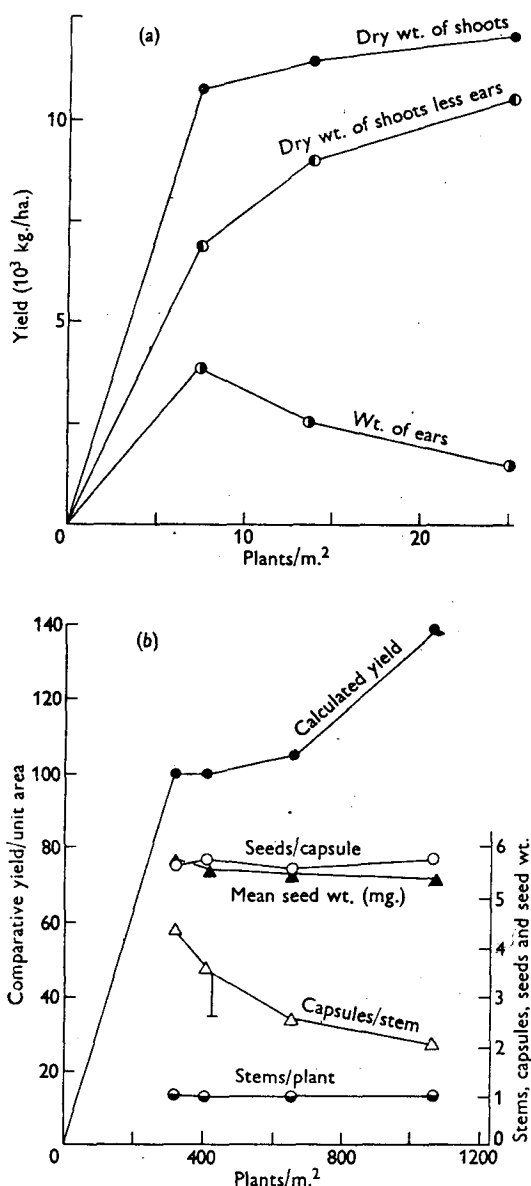 (a)
Dry wt. of shoots
Dry wt. of shoots less ears
Wt. of ears
10
5
0
Yield (10³ kg./ha.)
10
20
Plants/m.²
(b)
140
120
100
80
60
40
20
0
Comparative yield/unit area
Calculated yield
Seeds/capsule
Mean seed wt. (mg.)
Capsules/stem
Stems/plant
6
5
4
3
2
1
Stems, capsules, seeds and seed wt.
400
800
1200
Plants/m.²